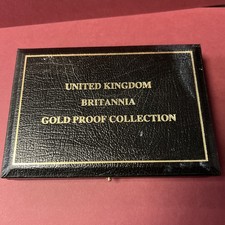 UNITED KINGDOM
BRITANNIA
GOLD PROOF COLLECTION